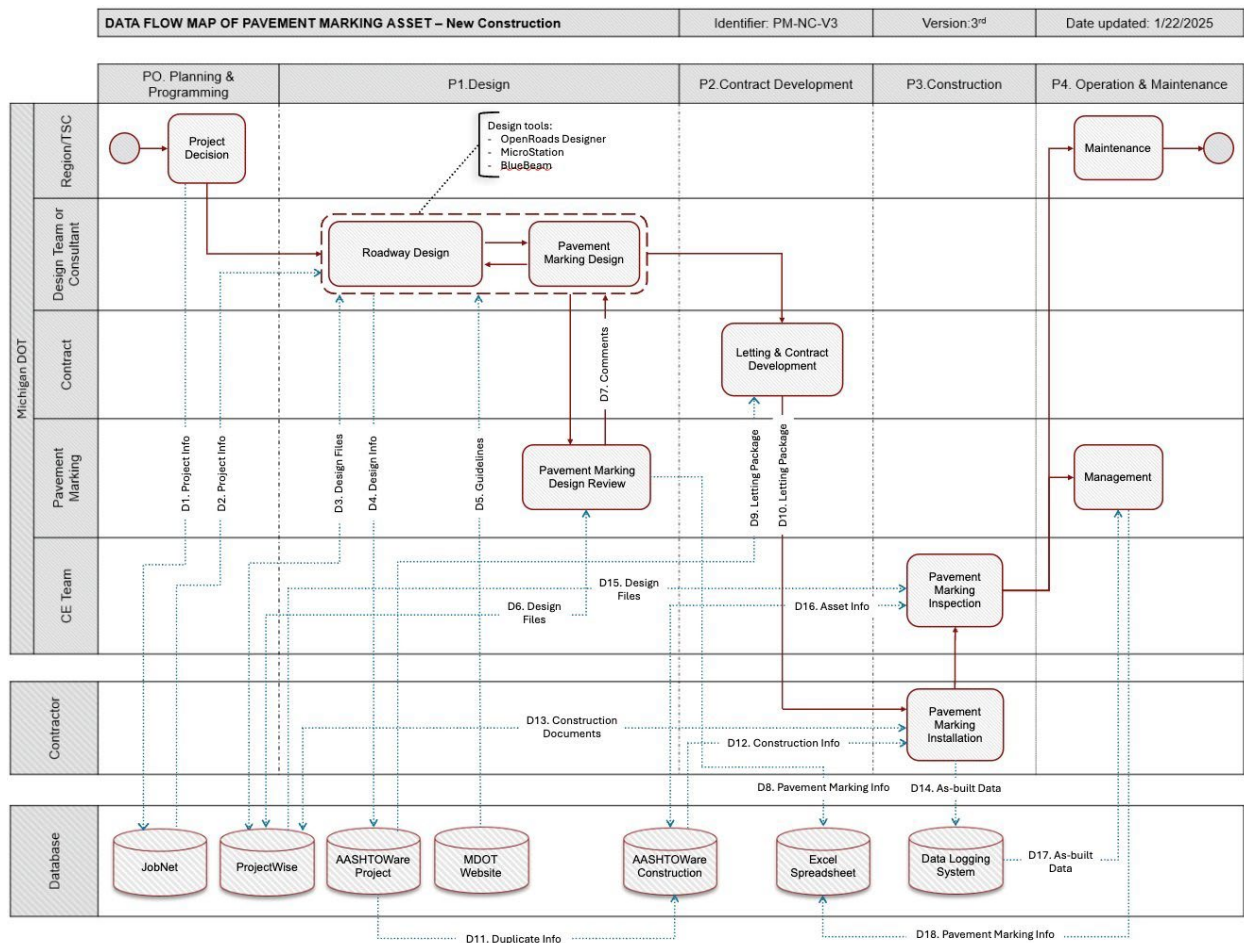 DATA FLOW MAP OF PAVEMENT MARKING ASSET – New Construction
Identifier: PM-NC-V3
Version:3rd
Date updated: 1/22/2025
PO. Planning &
Programming
P1.Design
P2.Contract Development
P3.Construction
P4. Operation & Maintenance
Michigan DOT
Region/TSC
Project
Decision
Design tools:
- OpenRoads Designer
- MicroStation
- BlueBeam
Maintenance
Design Team or
Consultant
Roadway Design
Pavement
Marking Design
Contract
D7. Comments
Letting & Contract
Development
Pavement
Marking
D1. Project Info
D2. Project Info
D3. Design Files
D4. Design Info
D5. Guidelines
Pavement Marking
Design Review
D9. Letting Package
D10. Letting Package
Management
CE Team
D15. Design
Files
D6. Design
Files
D16. Asset Info
Pavement
Marking
Inspection
Contractor
D13. Construction
Documents
D12. Construction Info
Pavement
Marking
Installation
D8. Pavement Marking Info
D14. As-built Data
Database
JobNet
ProjectWise
AASHTOWare
Project
MDOT
Website
AASHTOWare
Construction
Excel
Spreadsheet
Data Logging
System
D17. As-built
Data
D11. Duplicate Info
D18. Pavement Marking Info